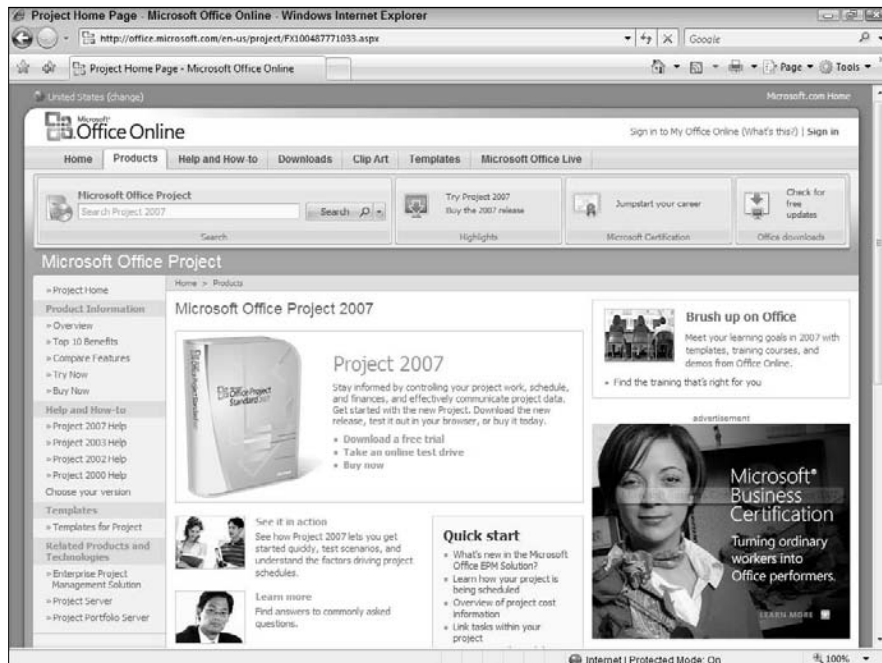 Project Home Page - Microsoft Office Online - Windows Internet Explorer
http://office.microsoft.com/en-us/project/FX100487771033.aspx
Google
Project Home Page - Microsoft Office Online
Page
Tools
United States (change)
Microsoft.com Home
Microsoft®
Office Online
Sign in to My Office Online (What's this?) | Sign in
Home
Products
Help and How-to
Downloads
Clip Art
Templates
Microsoft Office Live
Microsoft Office Project
Search Project 2007
Search
Search
Try Project 2007
Buy the 2007 release
Highlights
Jumpstart your career
Microsoft Certification
Check for
free
updates
Office downloads
Microsoft Office Project
» Project Home
Product Information
» Overview
» Top 10 Benefits
» Compare Features
» Try Now
» Buy Now
Help and How-to
» Project 2007 Help
» Project 2003 Help
» Project 2002 Help
» Project 2000 Help
Choose your version
Templates
» Templates for Project
Related Products and
Technologies
» Enterprise Project
Management Solution
» Project Server
» Project Portfolio Server
Home > Products
Microsoft Office Project 2007
Office Project
Standard 2007
Project 2007
Stay informed by controlling your project work, schedule,
and finances, and effectively communicate project data.
Get started with the new Project. Download the new
release, test it out in your browser, or buy it today.
• Download a free trial
• Take an online test drive
• Buy now
See it in action
See how Project 2007 lets you get
started quickly, test scenarios, and
understand the factors driving project
schedules.
Learn more
Find answers to commonly asked
questions.
Quick start
• What's new in the Microsoft
Office EPM Solution?
• Learn how your project is
being scheduled
• Overview of project cost
information
• Link tasks within your
project
Brush up on Office
Meet your learning goals in 2007 with
templates, training courses, and
demos from Office Online.
• Find the training that's right for you
advertisement
Microsoft®
Business
Certification
Turning ordinary
workers into
Office performers.
LEARN MORE
Internet | Protected Mode: On
100%